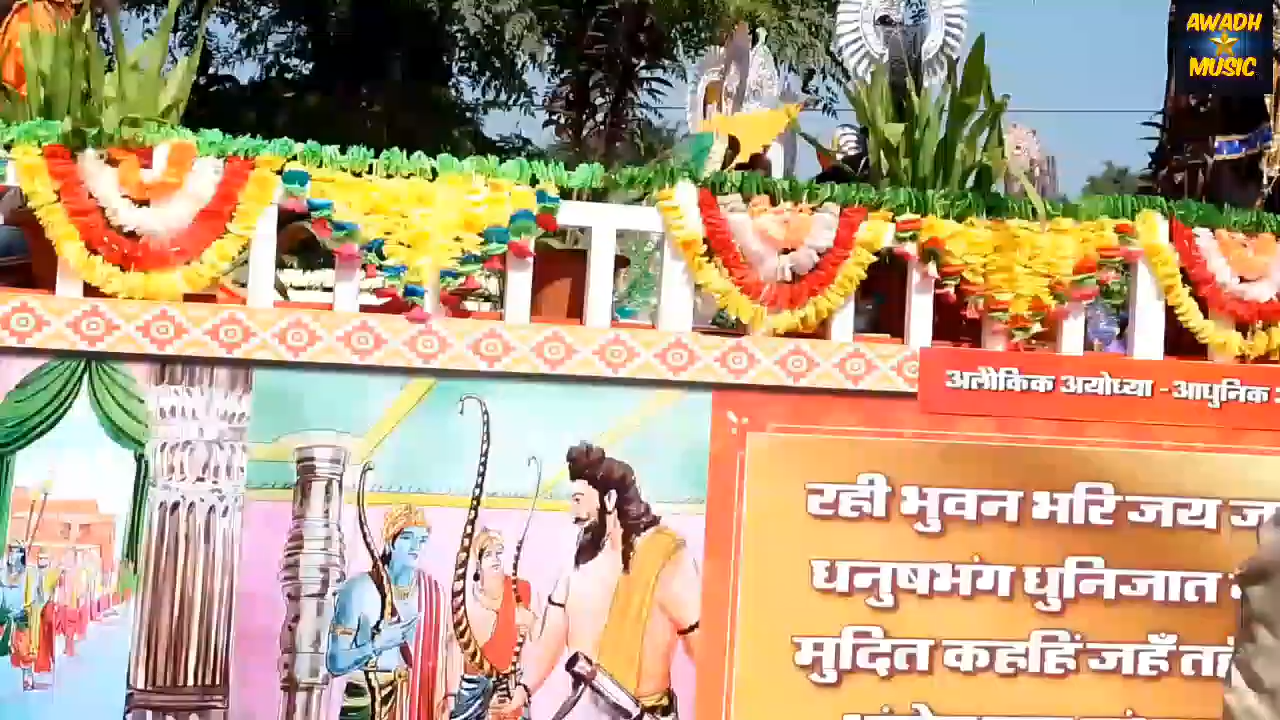 AWADH
MUSIC
अलौकिक अयोध्या - आधुनिक
रही भुवन भरि जय
धनुषभंग धुनिजात
मुदित कहहिं जहँ